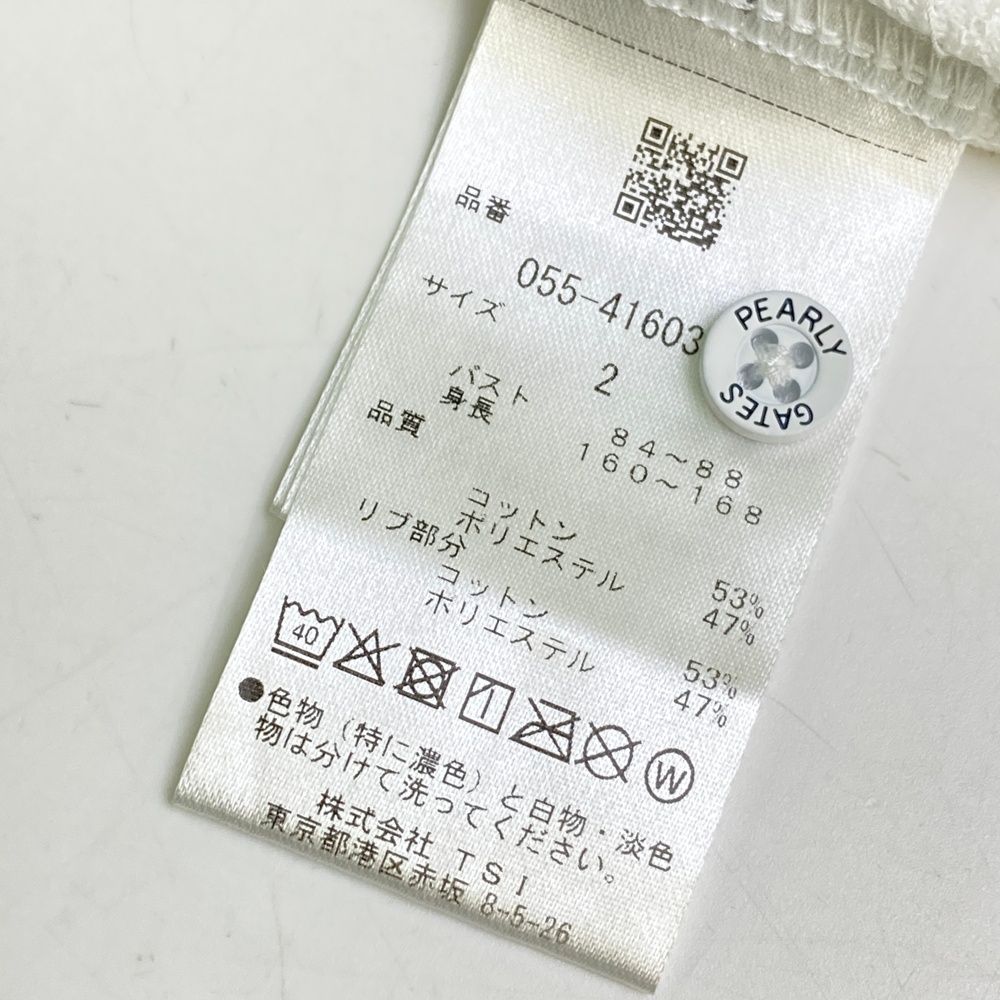 品番
055-41603
サイズ
2
バスト 84～88
身長 160～168
品質
コットン 53%
ポリエステル 47%
リブ部分
コットン 53%
ポリエステル 47%
40
W
●色物(特に濃色)と白物・淡色
物は分けて洗ってください。
株式会社 TSI
東京都港区赤坂 8-5-26
PEARLY
GATES